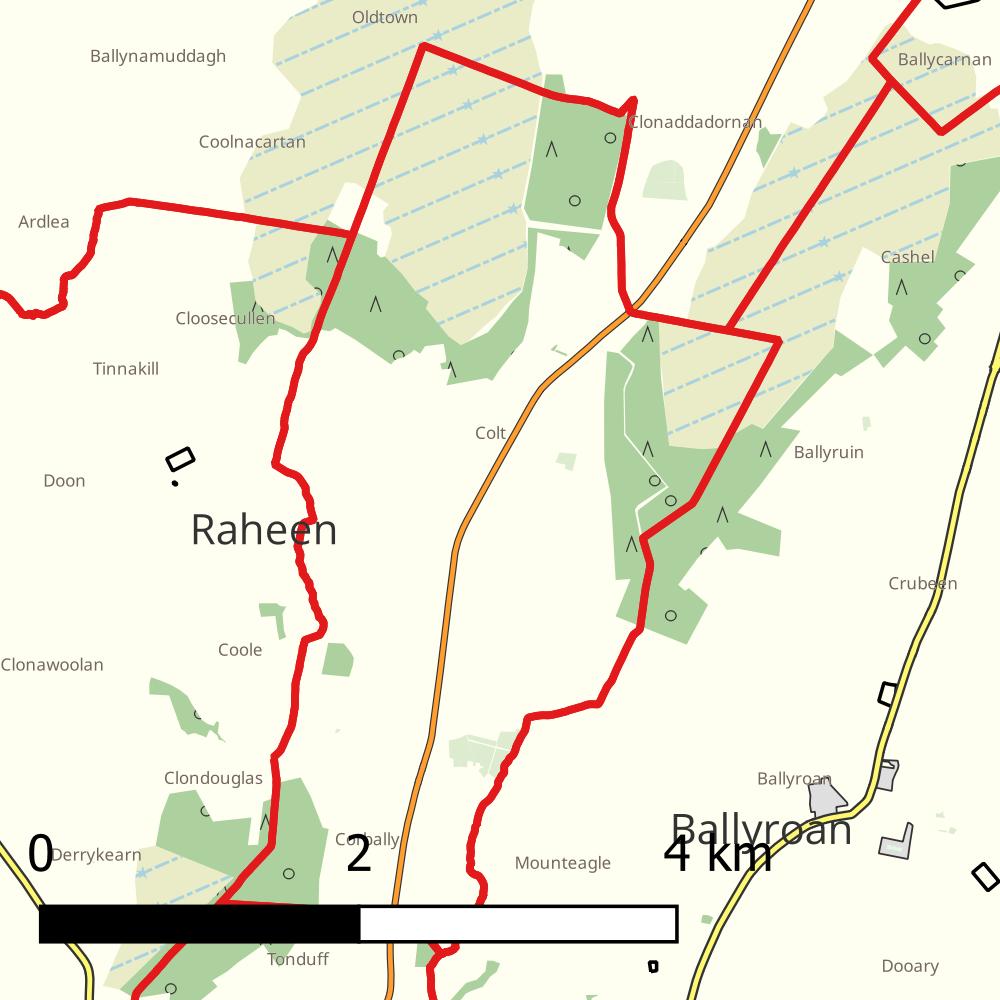 Oldtown
Ballynamuddagh
Ballycarnan
Clonaddadornan
Coolnacartan
Ardlea
Cashel
Cloosecullen
Tinnakill
Colt
Ballyruin
Doon
Raheen
Crubeen
Coole
Clonawoolan
Clondouglas
Ballyroan
Ballyroan
Corbally
0 2 4 km
Derrykearn
Mounteagle
Tonduff
Dooary